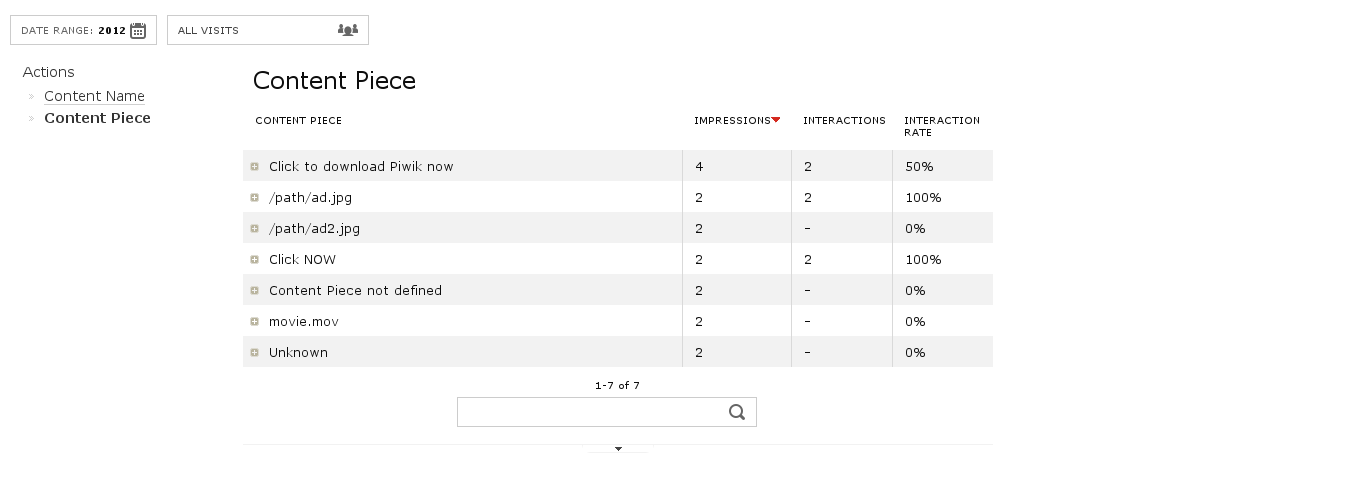 DATE RANGE: 2012 ALL VISITS
Actions
Content Name
Content Piece
Content Piece
CONTENT PIECE IMPRESSIONS INTERACTIONS INTERACTION RATE
Click to download Piwik now 4 2 50%
/path/ad.jpg 2 2 100%
/path/ad2.jpg 2 - 0%
Click NOW 2 2 100%
Content Piece not defined 2 - 0%
movie.mov 2 - 0%
Unknown 2 - 0%
1-7 of 7